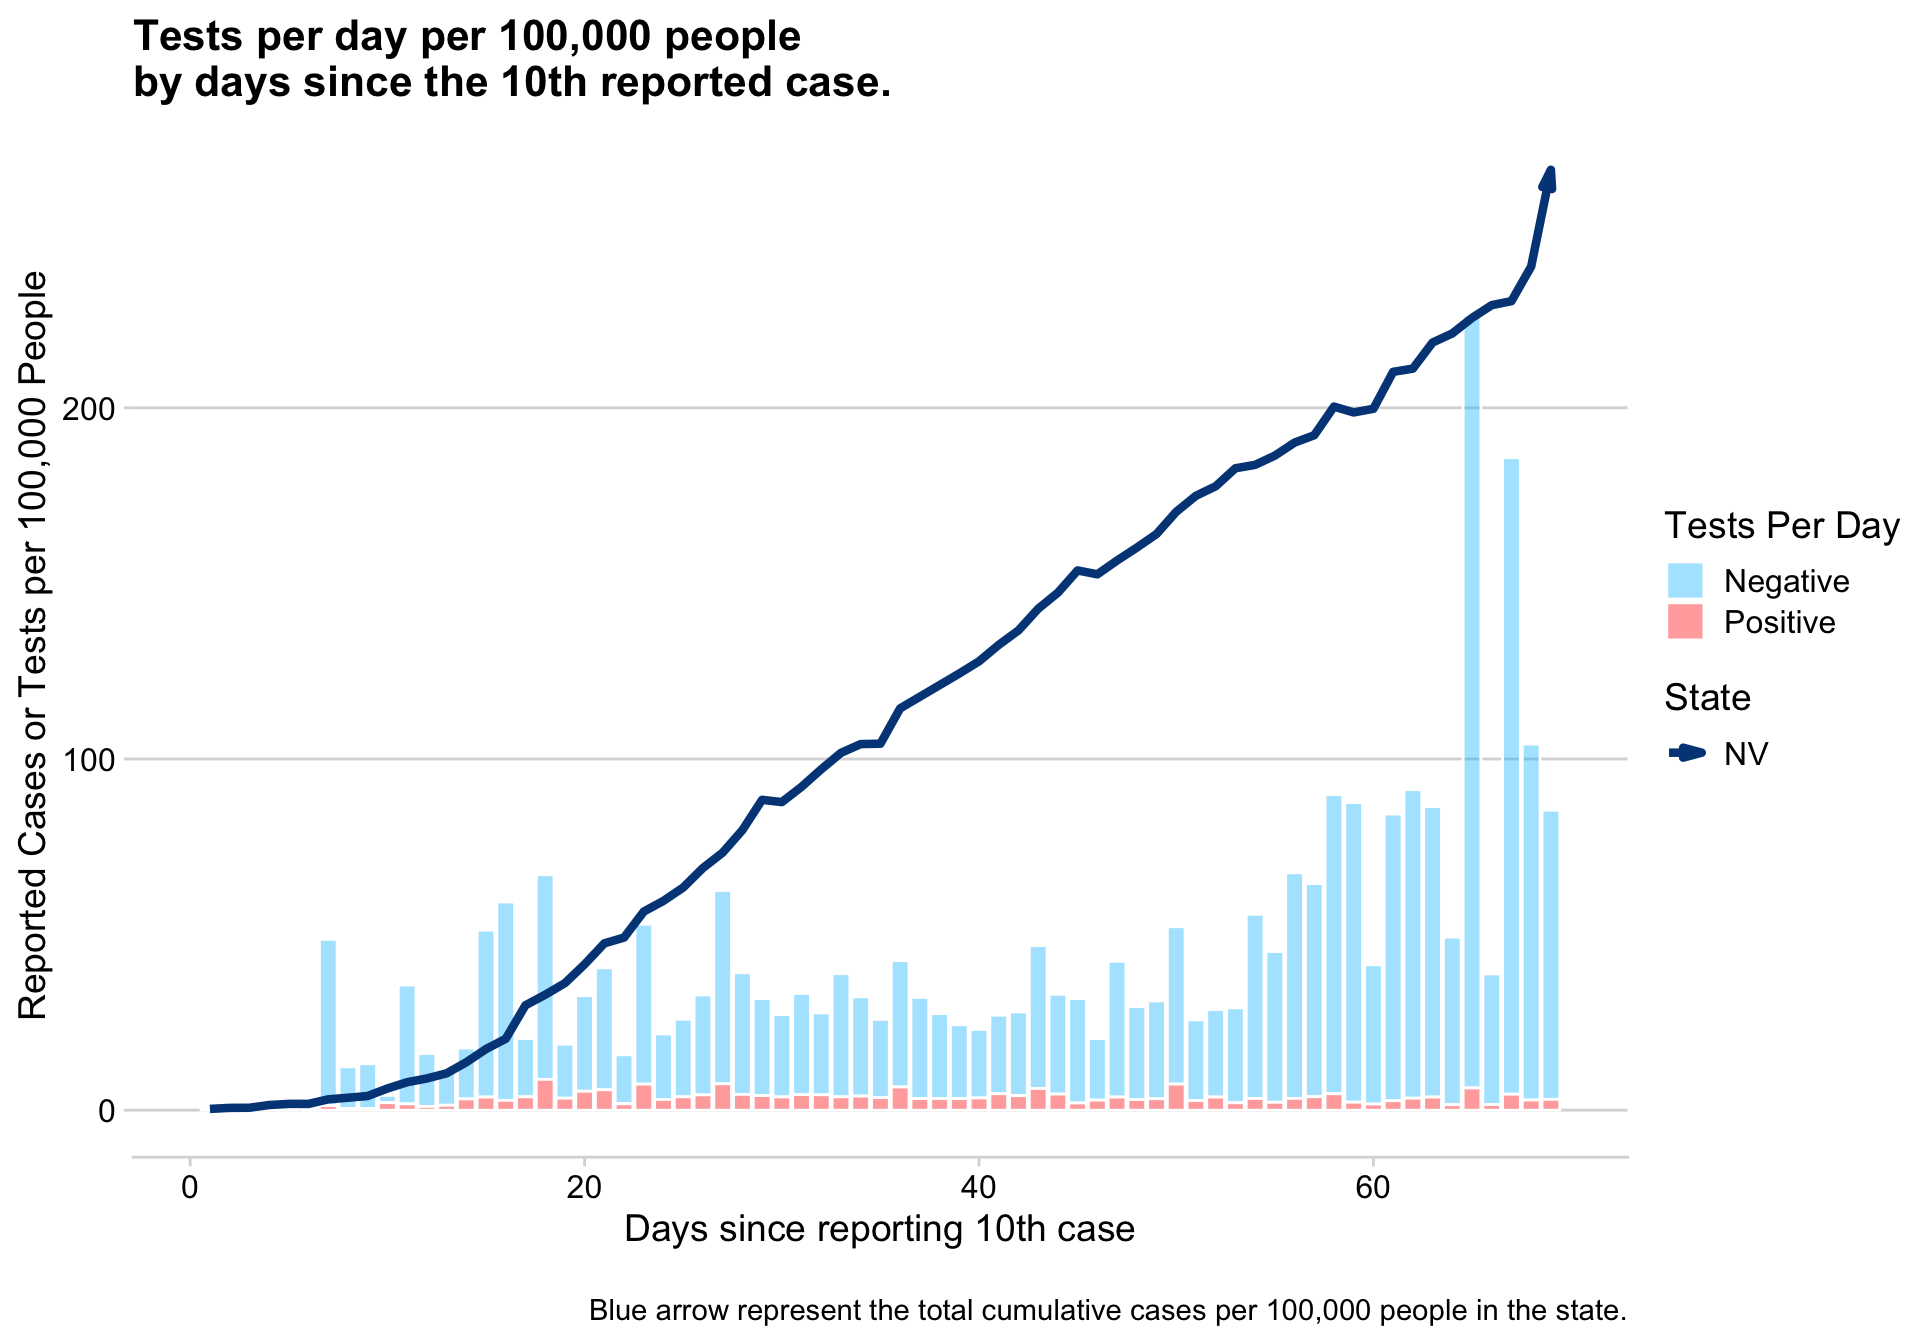 Tests per day per 100,000 people
by days since the 10th reported case.
Reported Cases or Tests per 100,000 People
200
100
0
0
20
40
60
Days since reporting 10th case
Tests Per Day
Negative
Positive
State
NV
Blue arrow represent the total cumulative cases per 100,000 people in the state.